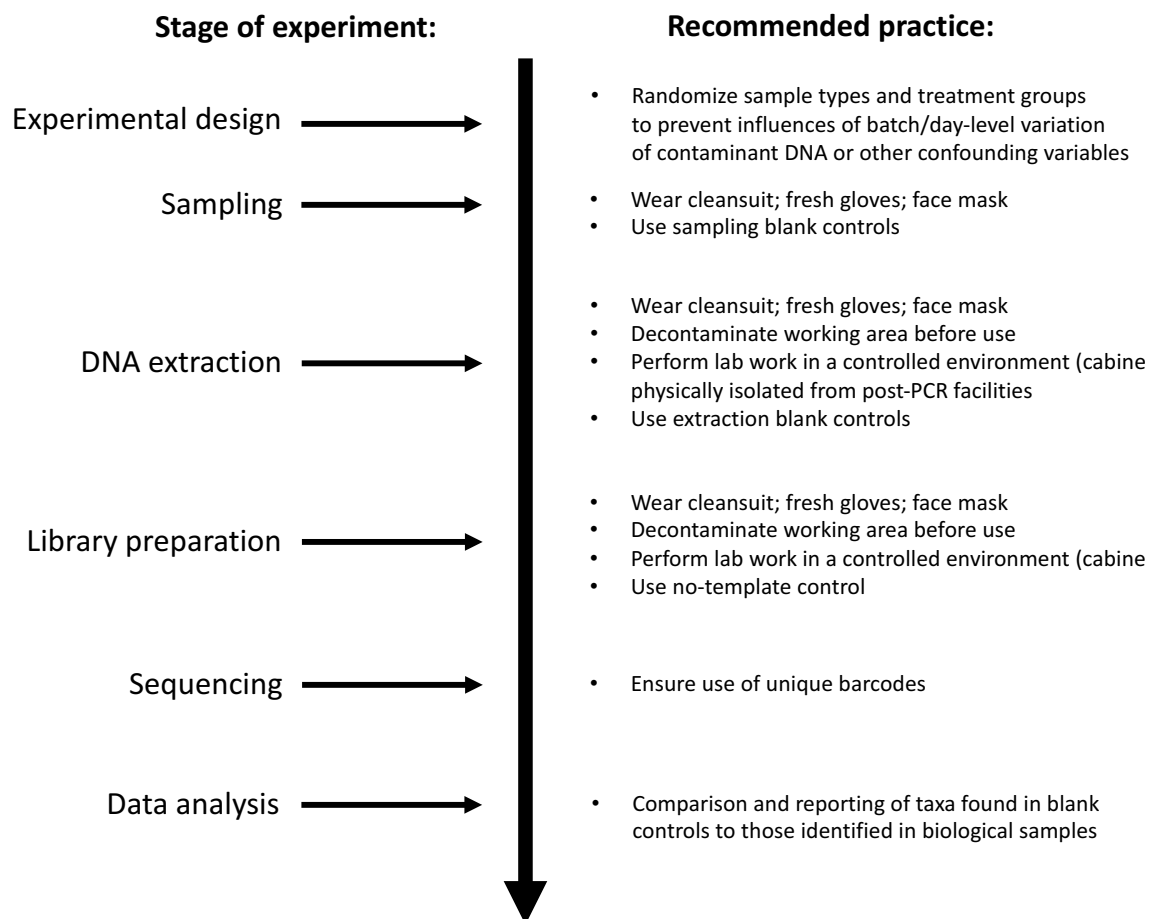 Stage of experiment:
Recommended practice:
Experimental design
• Randomize sample types and treatment groups
to prevent influences of batch/day-level variation
of contaminant DNA or other confounding variables
Sampling
• Wear cleansuit; fresh gloves; face mask
• Use sampling blank controls
DNA extraction
• Wear cleansuit; fresh gloves; face mask
• Decontaminate working area before use
• Perform lab work in a controlled environment (cabine
physically isolated from post-PCR facilities
• Use extraction blank controls
Library preparation
• Wear cleansuit; fresh gloves; face mask
• Decontaminate working area before use
• Perform lab work in a controlled environment (cabine
• Use no-template control
Sequencing
• Ensure use of unique barcodes
Data analysis
• Comparison and reporting of taxa found in blank
controls to those identified in biological samples